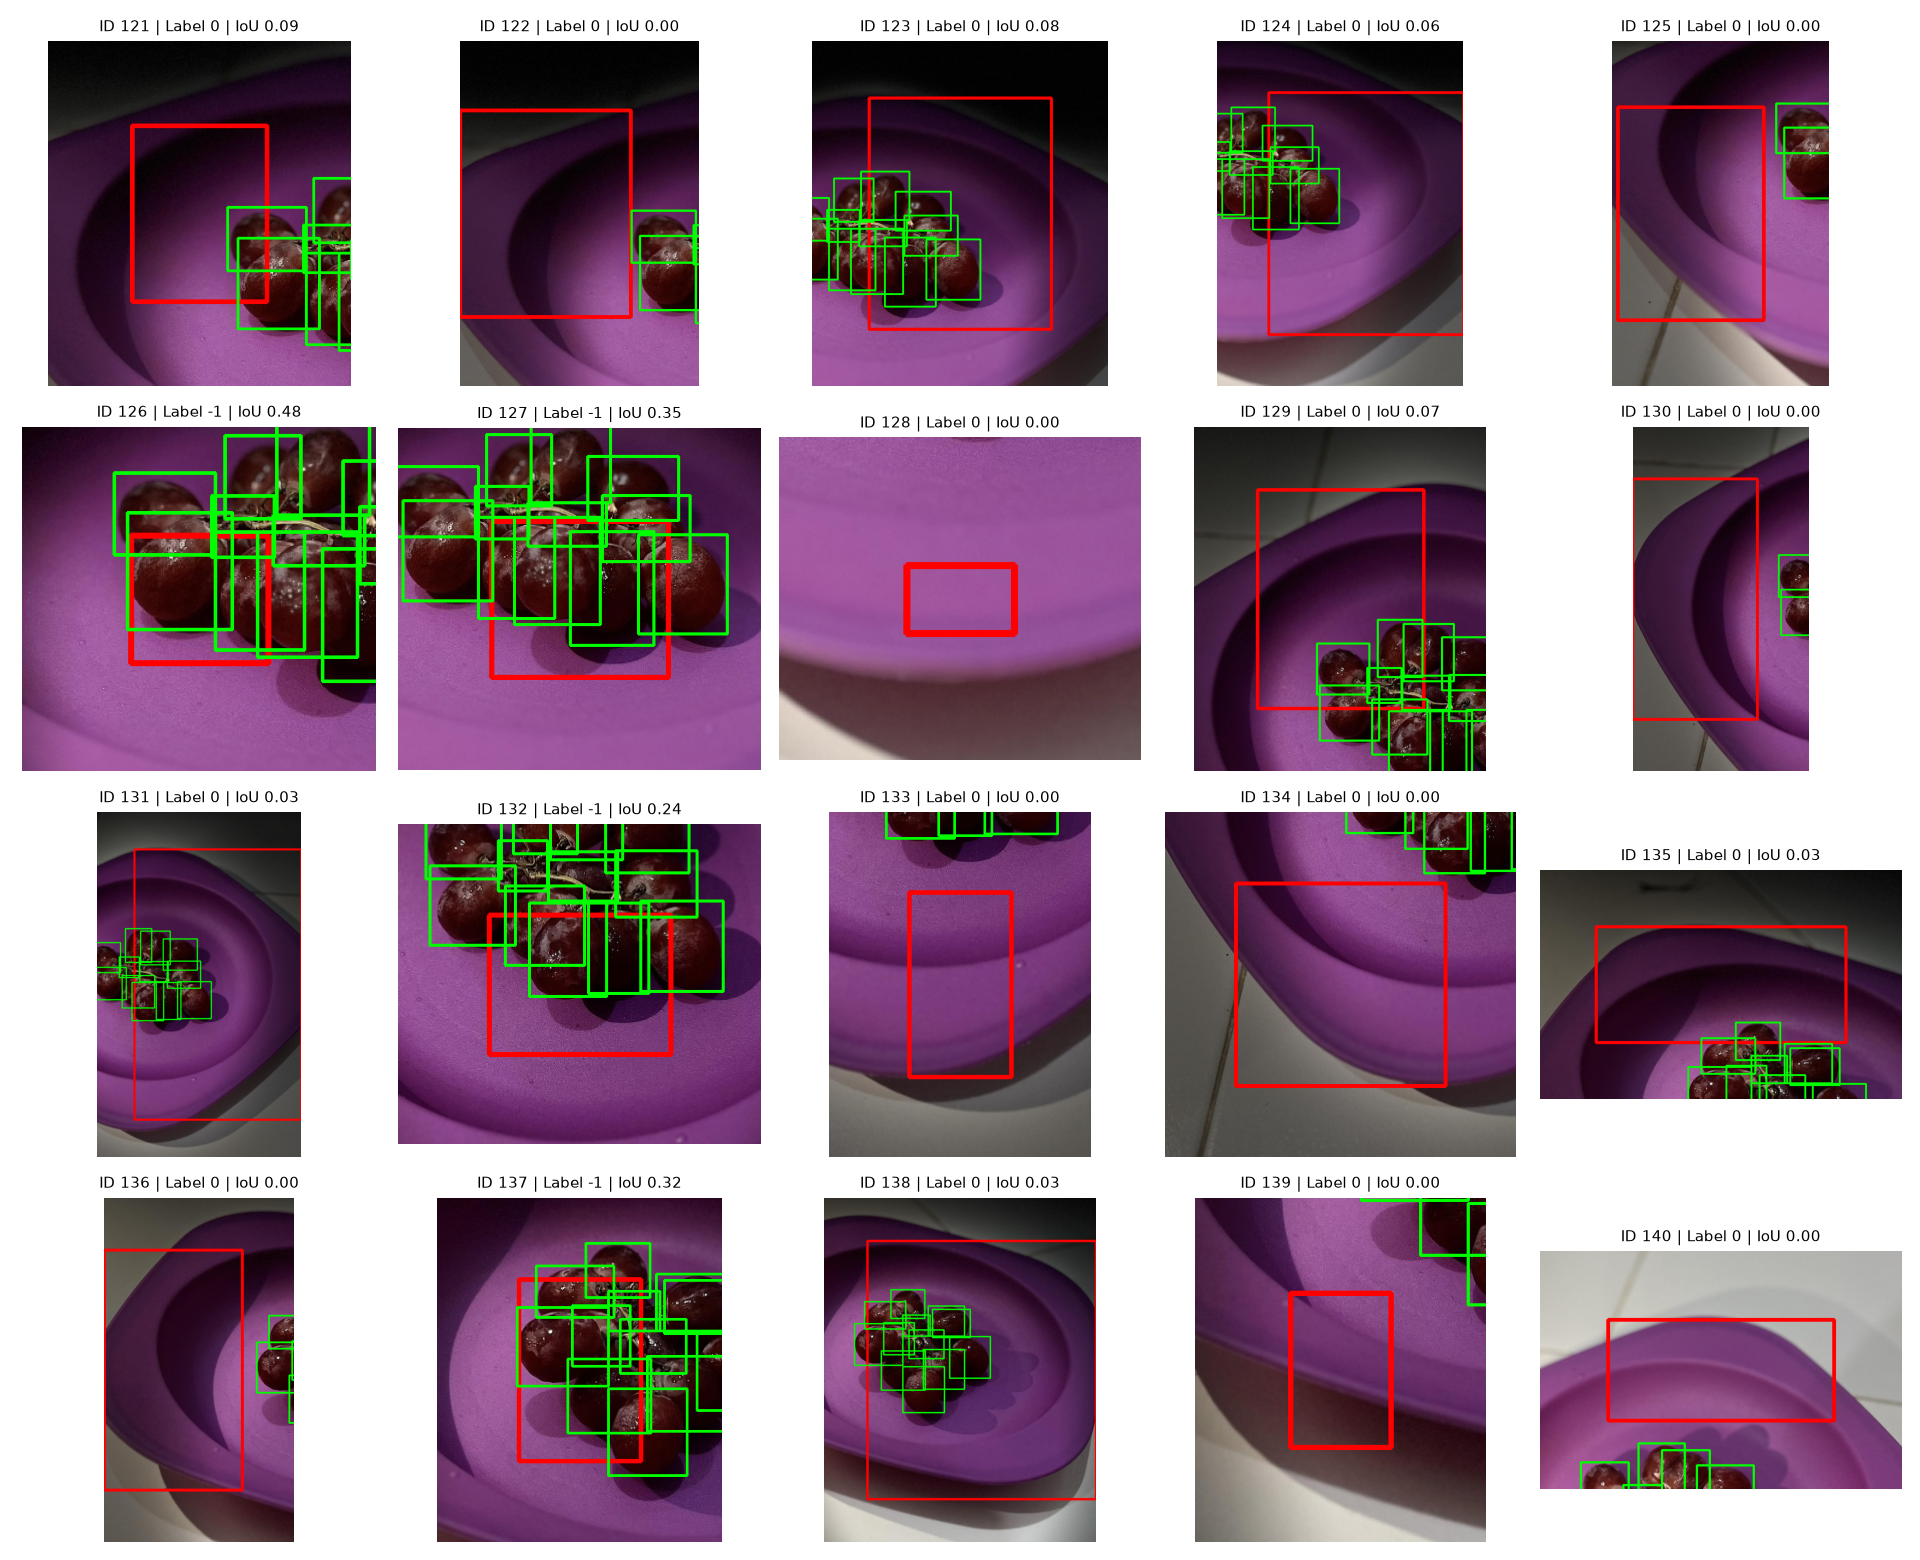 ID 121 | Label 0 | IoU 0.09
ID 122 | Label 0 | IoU 0.00
ID 123 | Label 0 | IoU 0.08
ID 124 | Label 0 | IoU 0.06
ID 125 | Label 0 | IoU 0.00
ID 126 | Label -1 | IoU 0.48
ID 127 | Label -1 | IoU 0.35
ID 128 | Label 0 | IoU 0.00
ID 129 | Label 0 | IoU 0.07
ID 130 | Label 0 | IoU 0.00
ID 131 | Label 0 | IoU 0.03
ID 132 | Label -1 | IoU 0.24
ID 133 | Label 0 | IoU 0.00
ID 134 | Label 0 | IoU 0.00
ID 135 | Label 0 | IoU 0.03
ID 136 | Label 0 | IoU 0.00
ID 137 | Label -1 | IoU 0.32
ID 138 | Label 0 | IoU 0.03
ID 139 | Label 0 | IoU 0.00
ID 140 | Label 0 | IoU 0.00